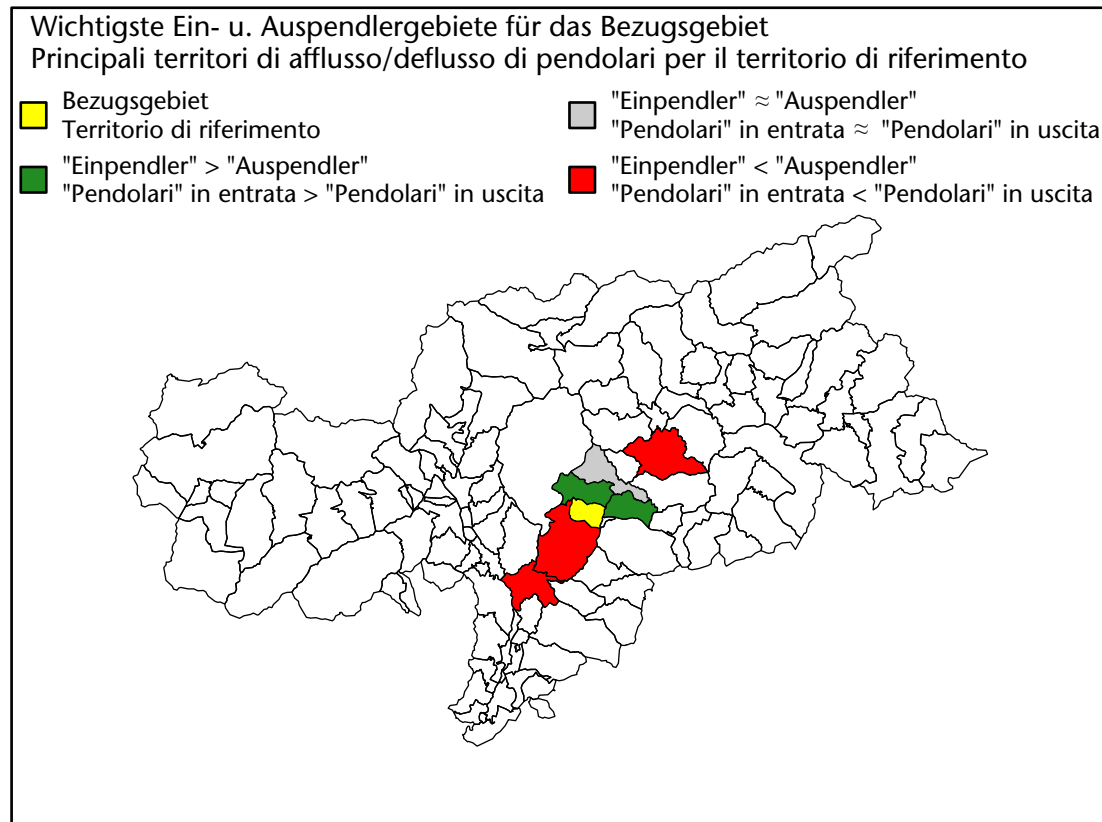 Wichtigste Ein- u. Auspendlergebiete für das Bezugsgebiet
Principali territori di afflusso/deflusso di pendolari per il territorio di riferimento
Bezugsgebiet
Territorio di riferimento
"Einpendler" > "Auspendler"
"Pendolari" in entrata > "Pendolari" in uscita
"Einpendler" ≈ "Auspendler"
"Pendolari" in entrata ≈ "Pendolari" in uscita
"Einpendler" < "Auspendler"
"Pendolari" in entrata < "Pendolari" in uscita